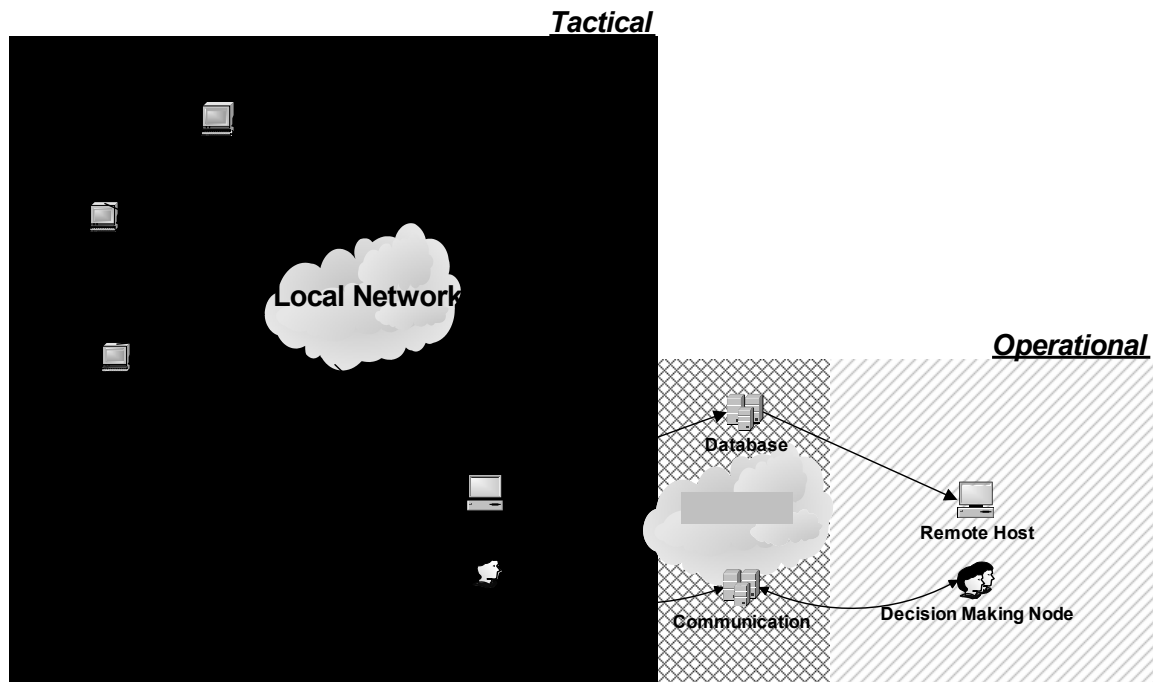 Tactical
Local Network
Operational
Database
Remote Host
Communication
Decision Making Node